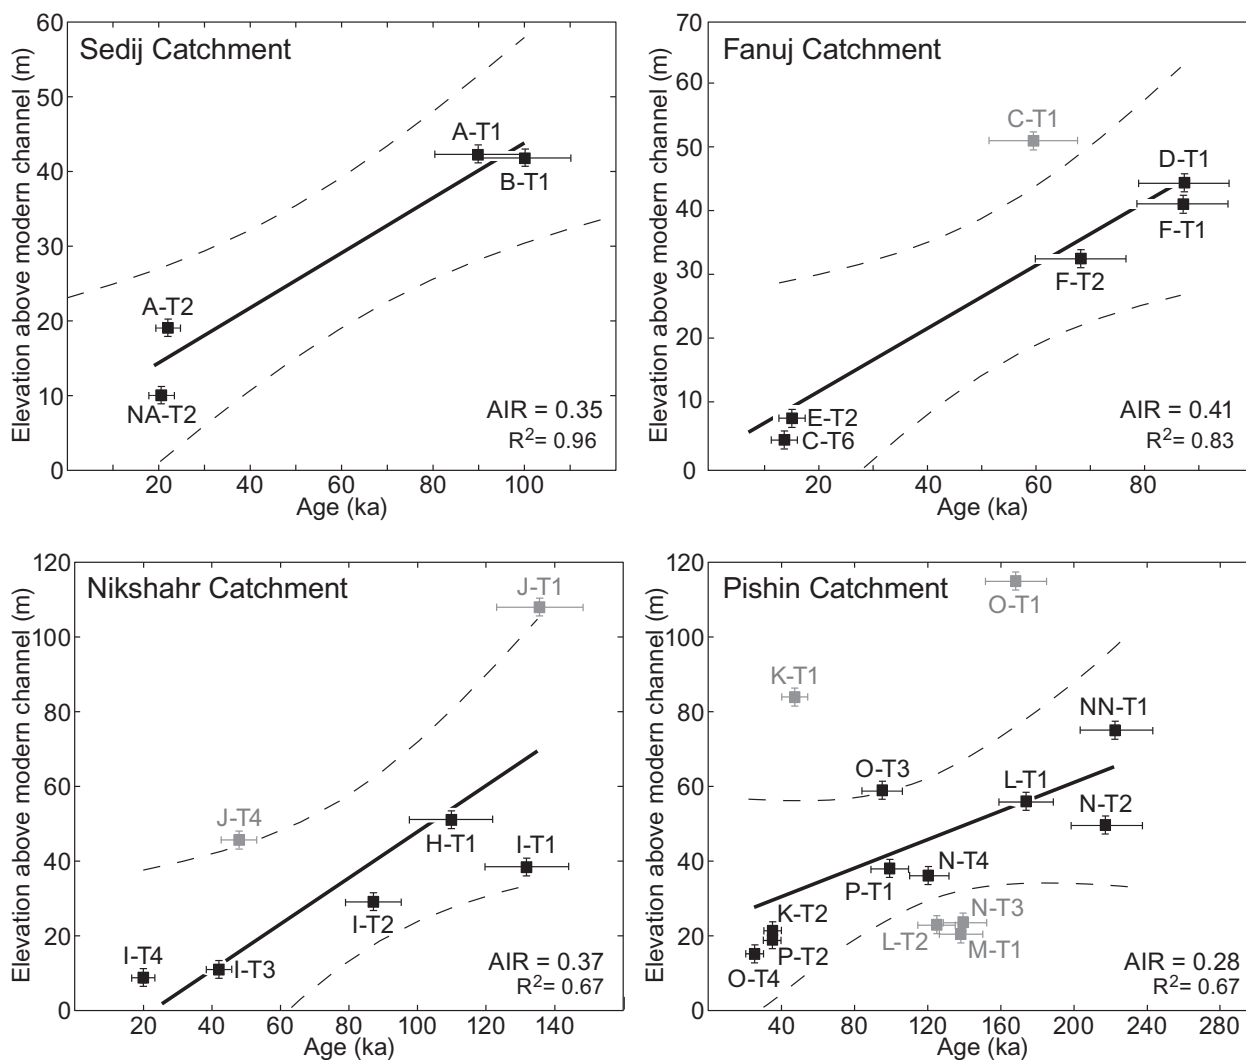 Sedij Catchment
Elevation above modern channel (m)
60
50
40
30
20
10
0
A-T1
B-T1
A-T2
NA-T2
AIR = 0.35
R²= 0.96
20
40
60
80
100
Age (ka)
Fanuj Catchment
Elevation above modern channel (m)
70
60
50
40
30
20
10
0
C-T1
D-T1
F-T1
F-T2
E-T2
C-T6
AIR = 0.41
R²= 0.83
20
40
60
80
Age (ka)
Nikshahr Catchment
Elevation above modern channel (m)
120
100
80
60
40
20
0
J-T1
J-T4
H-T1
I-T1
I-T2
I-T4
I-T3
AIR = 0.37
R²= 0.67
20
40
60
80
100
120
140
Age (ka)
Pishin Catchment
Elevation above modern channel (m)
120
100
80
60
40
20
0
O-T1
K-T1
NN-T1
O-T3
L-T1
N-T2
P-T1
N-T4
K-T2
N-T3
L-T2
M-T1
P-T2
O-T4
AIR = 0.28
R²= 0.67
40
80
120
160
200
240
280
Age (ka)